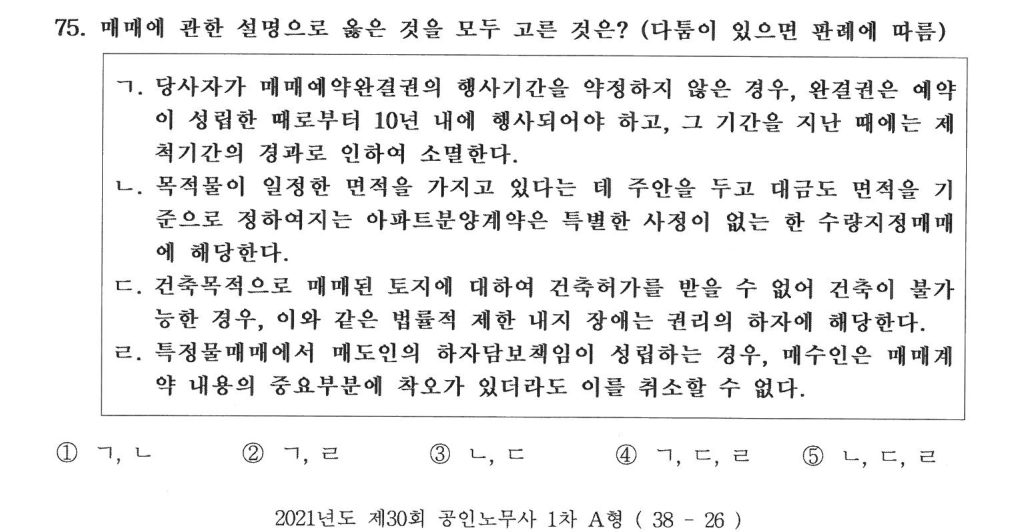 75. 매매에 관한 설명으로 옳은 것을 모두 고른 것은? (다툼이 있으면 판례에 따름)
ㄱ. 당사자가 매매예약완결권의 행사기간을 약정하지 않은 경우, 완결권은 예약
이 성립한 때로부터 10년 내에 행사되어야 하고, 그 기간을 지난 때에는 제
척기간의 경과로 인하여 소멸한다.
ㄴ. 목적물이 일정한 면적을 가지고 있다는 데 주안을 두고 대금도 면적을 기
준으로 정하여지는 아파트분양계약은 특별한 사정이 없는 한 수량지정매매
에 해당한다.
ㄷ. 건축목적으로 매매된 토지에 대하여 건축허가를 받을 수 없어 건축이 불가
능한 경우, 이와 같은 법률적 제한 내지 장애는 권리의 하자에 해당한다.
ㄹ. 특정물매매에서 매도인의 하자담보책임이 성립하는 경우, 매수인은 매매계
약 내용의 중요부분에 착오가 있더라도 이를 취소할 수 없다.
① ㄱ, ㄴ ② ㄱ, ㄹ ③ ㄴ, ㄷ ④ ㄱ, ㄷ, ㄹ ⑤ ㄴ, ㄷ, ㄹ
2021년도 제30회 공인노무사 1차 A형 ( 38 - 26 )